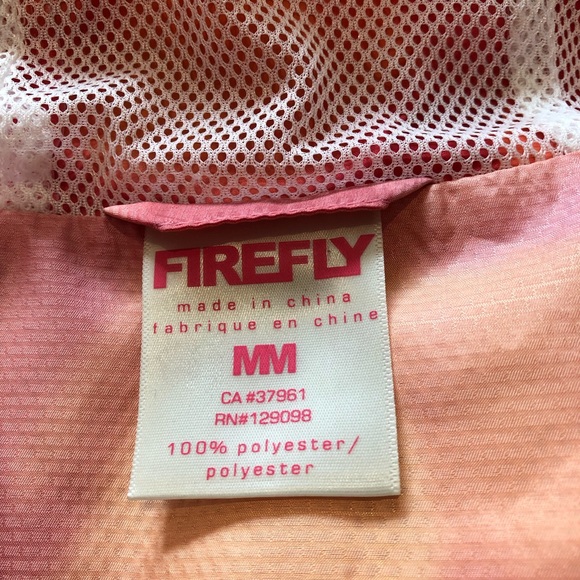 FIREFLY
made in china
fabrique en chine
MM
CA #37961
RN#129098
100% polyester/
polyester